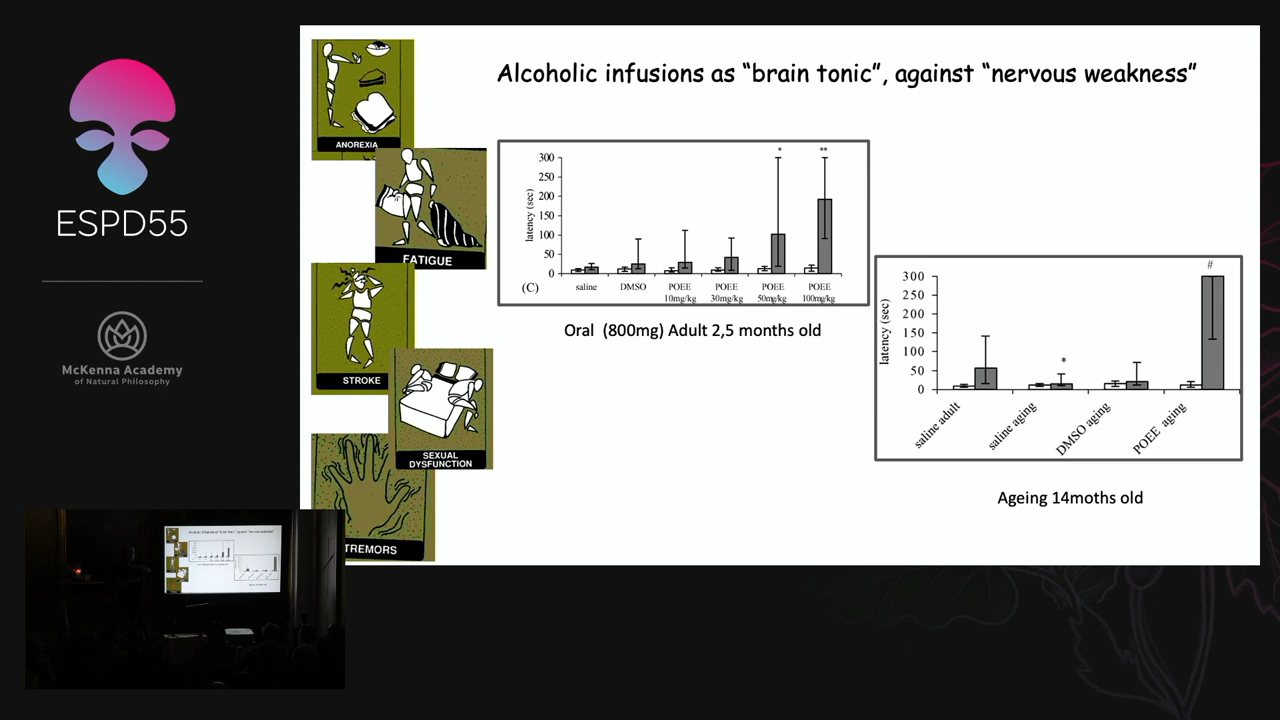 ESPD55
McKenna Academy
of Natural Philosophy
Alcoholic infusions as “brain tonic”, against “nervous weakness”
ANOREXIA
FATIGUE
STROKE
SEXUAL
DYSFUNCTION
TREMORS
latency (sec)
300
250
200
150
100
50
0
* **
(C)
saline DMSO POEE POEE POEE POEE
10mg/kg 30mg/kg 50mg/kg 100mg/kg
Oral (800mg) Adult 2,5 months old
latency (sec)
300
250
200
150
100
50
0
* #
saline adult
saline aging
DMSO aging
POEE aging
Ageing 14moths old